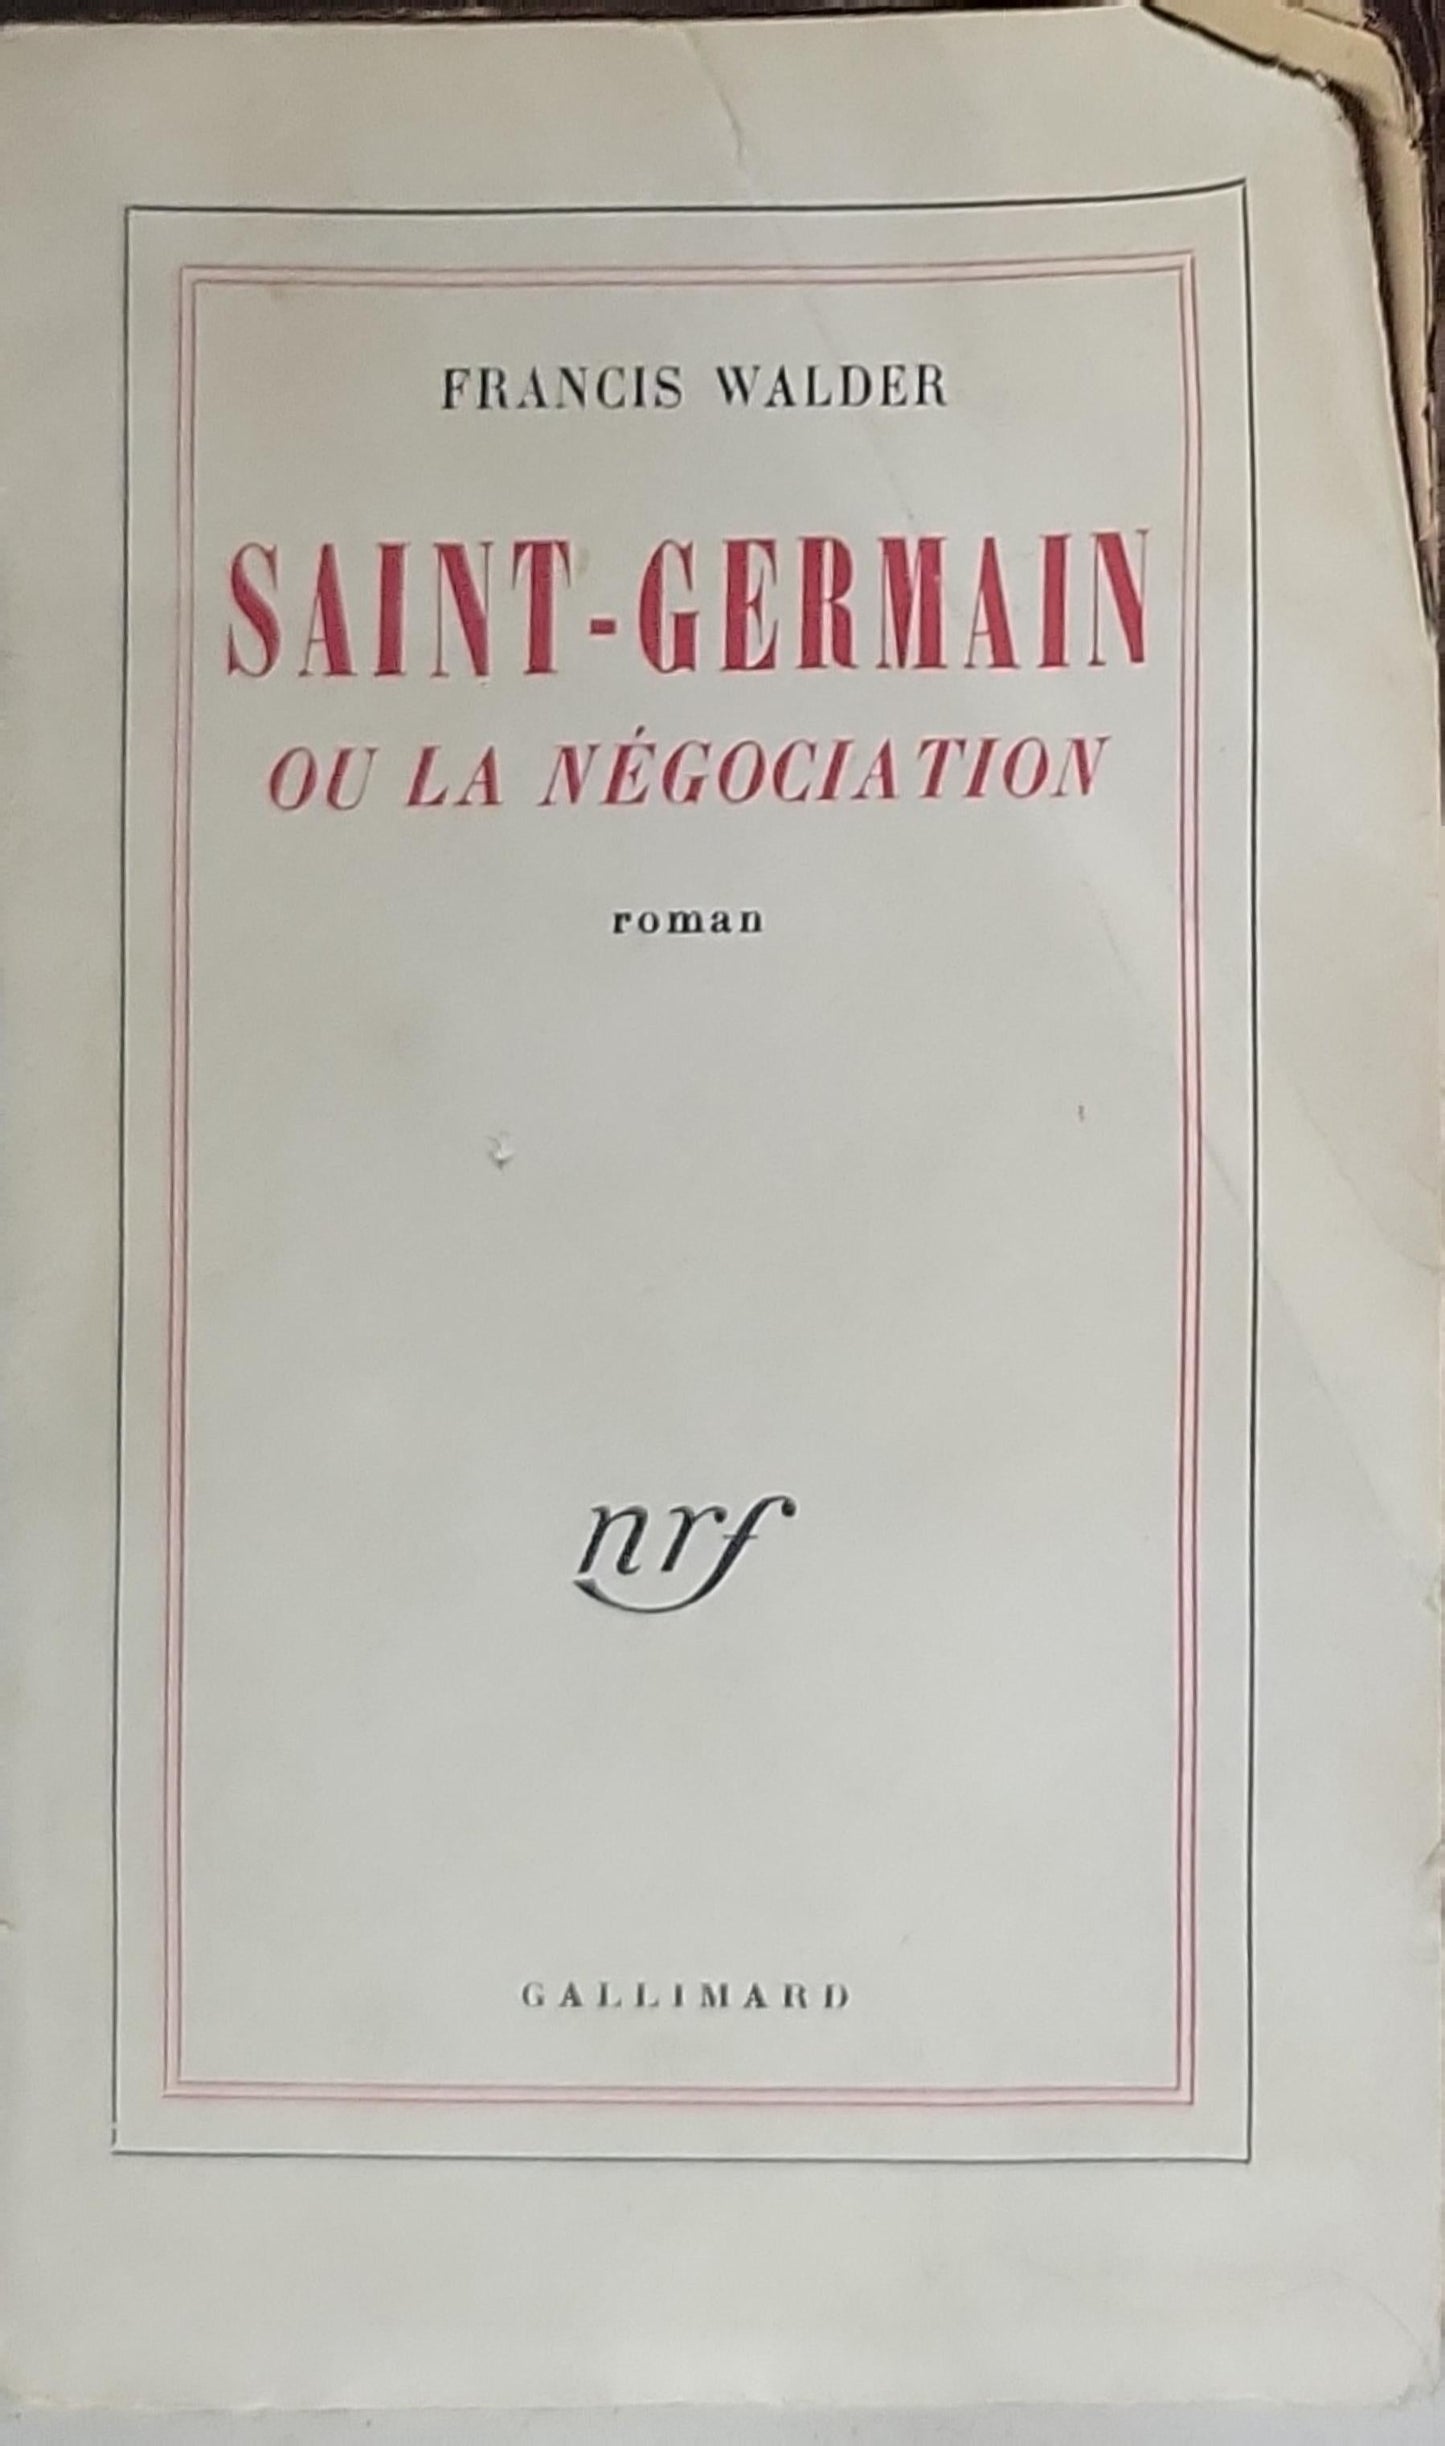 FRANCIS WALDER
SAINT-GERMAIN
OU LA NÉGOCIATION
roman
nrf
GALLIMARD